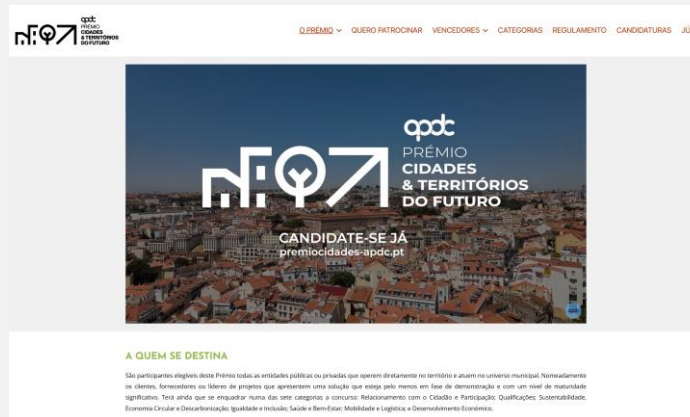 apdc
PRÉMIO
CIDADES
& TERRITÓRIOS
DO FUTURO
O PRÉMIO QUERO PATROCINAR VENCEDORES CATEGORIAS REGULAMENTO CANDIDATURAS JÚ
apdc
PRÉMIO
CIDADES
& TERRITÓRIOS
DO FUTURO
CANDIDATE-SE JÁ
premiocidades-apdc.pt
apdc
A QUEM SE DESTINA
São participantes elegíveis deste Prémio todas as entidades públicas ou privadas que operem diretamente no território e atuem no universo municipal. Nomeadamente
os clientes, fornecedores ou líderes de projetos que apresentem uma solução que esteja pelo menos em fase de demonstração e com um nível de maturidade
significativo. Terá ainda que se enquadrar numa das sete categorias a concurso: Relacionamento com o Cidadão e Participação; Qualificações; Sustentabilidade,
Economia Circular e Descarbonização; Igualdade e Inclusão; Saúde e Bem-Estar; Mobilidade e Logística; e Desenvolvimento Económico.